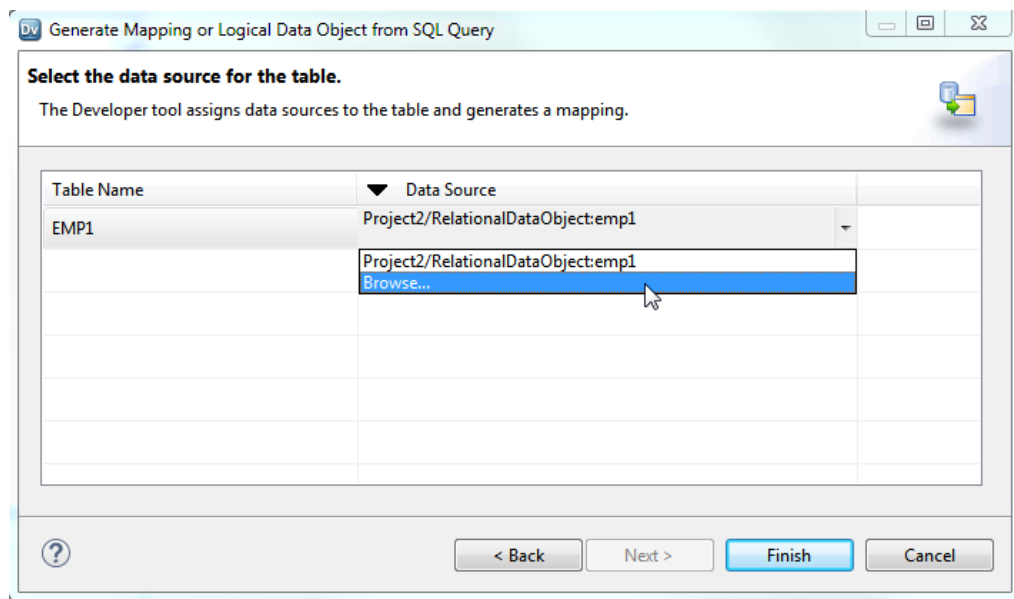 Dv Generate Mapping or Logical Data Object from SQL Query
Select the data source for the table.
The Developer tool assigns data sources to the table and generates a mapping.
Table Name Data Source
EMP1 Project2/RelationalDataObject:emp1
Project2/RelationalDataObject:emp1
Browse...
? < Back Next > Finish Cancel